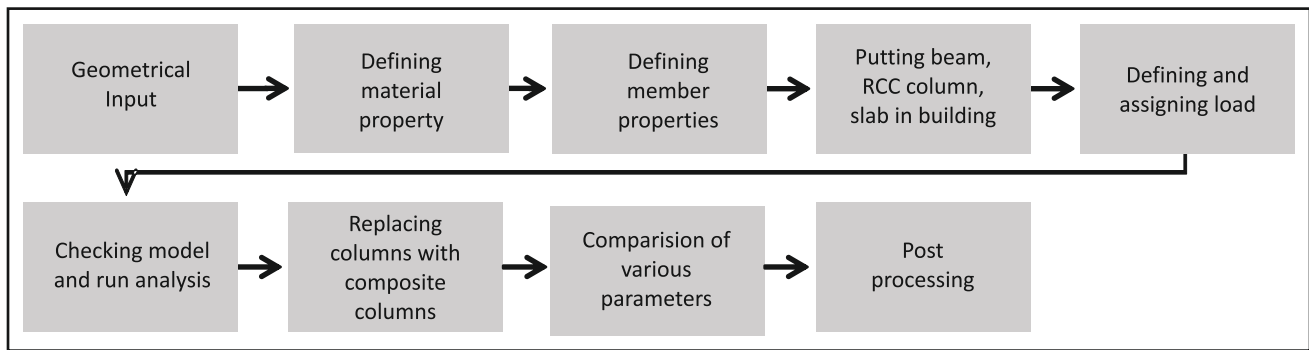 Geometrical
Input
Defining
material
property
Defining
member
properties
Putting beam,
RCC column,
slab in building
Defining and
assigning load
Checking model
and run analysis
Replacing
columns with
composite
columns
Comparision of
various
parameters
Post
processing